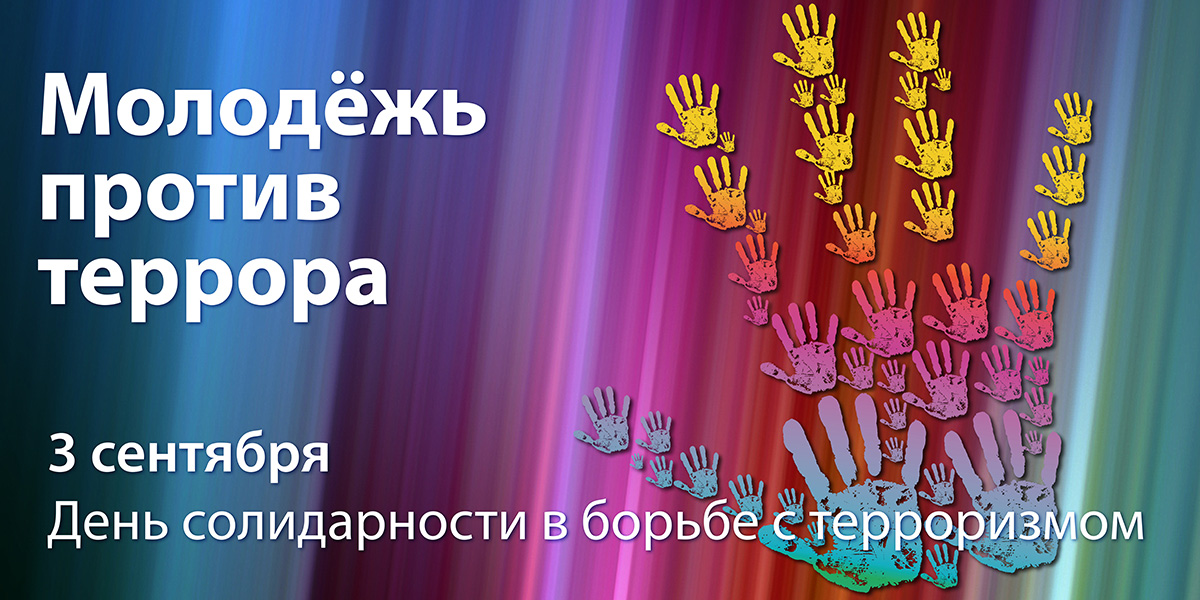 Молодёжь
против
террора
3 сентября
День солидарности в борьбе с терроризмом